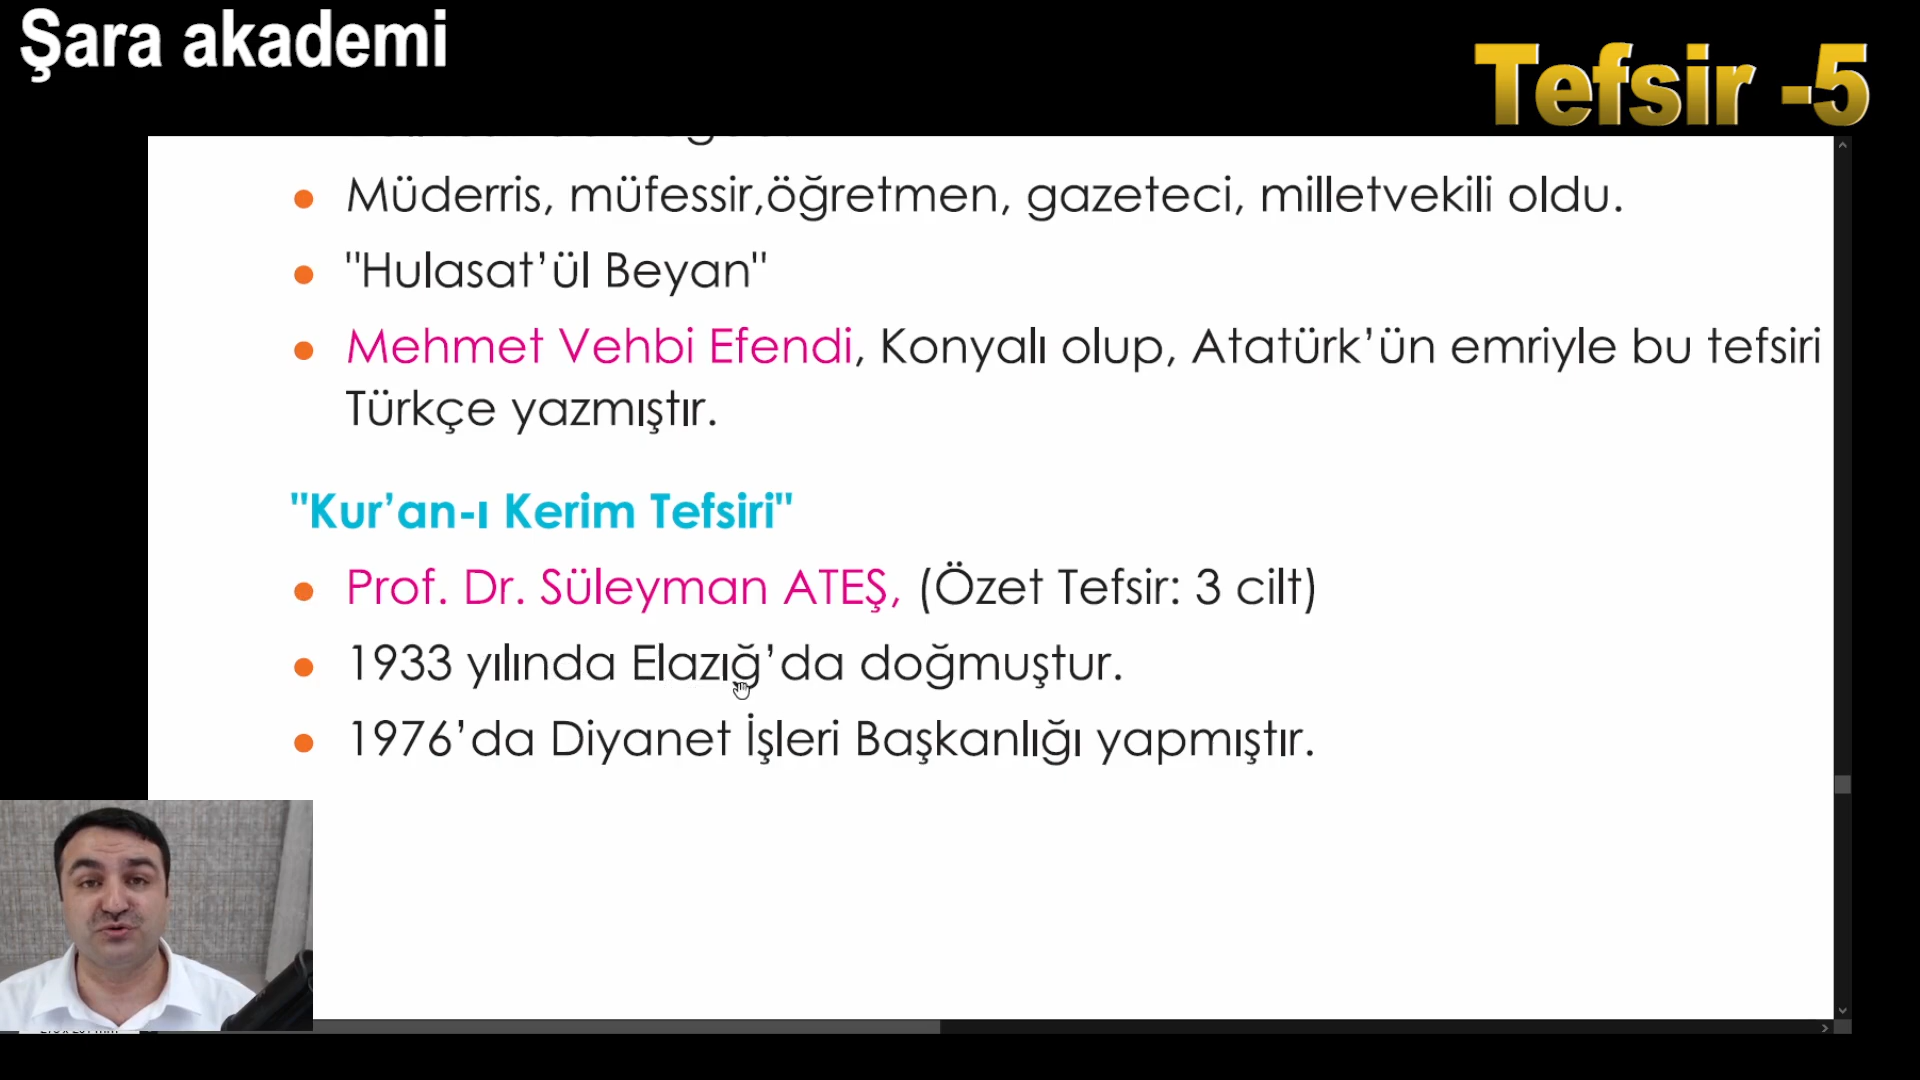 Şara akademi
Tefsir -5
• Müderris, müfessir,öğretmen, gazeteci, milletvekili oldu.
• "Hulasat’ül Beyan"
• Mehmet Vehbi Efendi, Konyalı olup, Atatürk’ün emriyle bu tefsiri
Türkçe yazmıştır.
"Kur’an-ı Kerim Tefsiri"
• Prof. Dr. Süleyman ATEŞ, (Özet Tefsir: 3 cilt)
• 1933 yılında Elazığ’da doğmuştur.
• 1976’da Diyanet İşleri Başkanlığı yapmıştır.